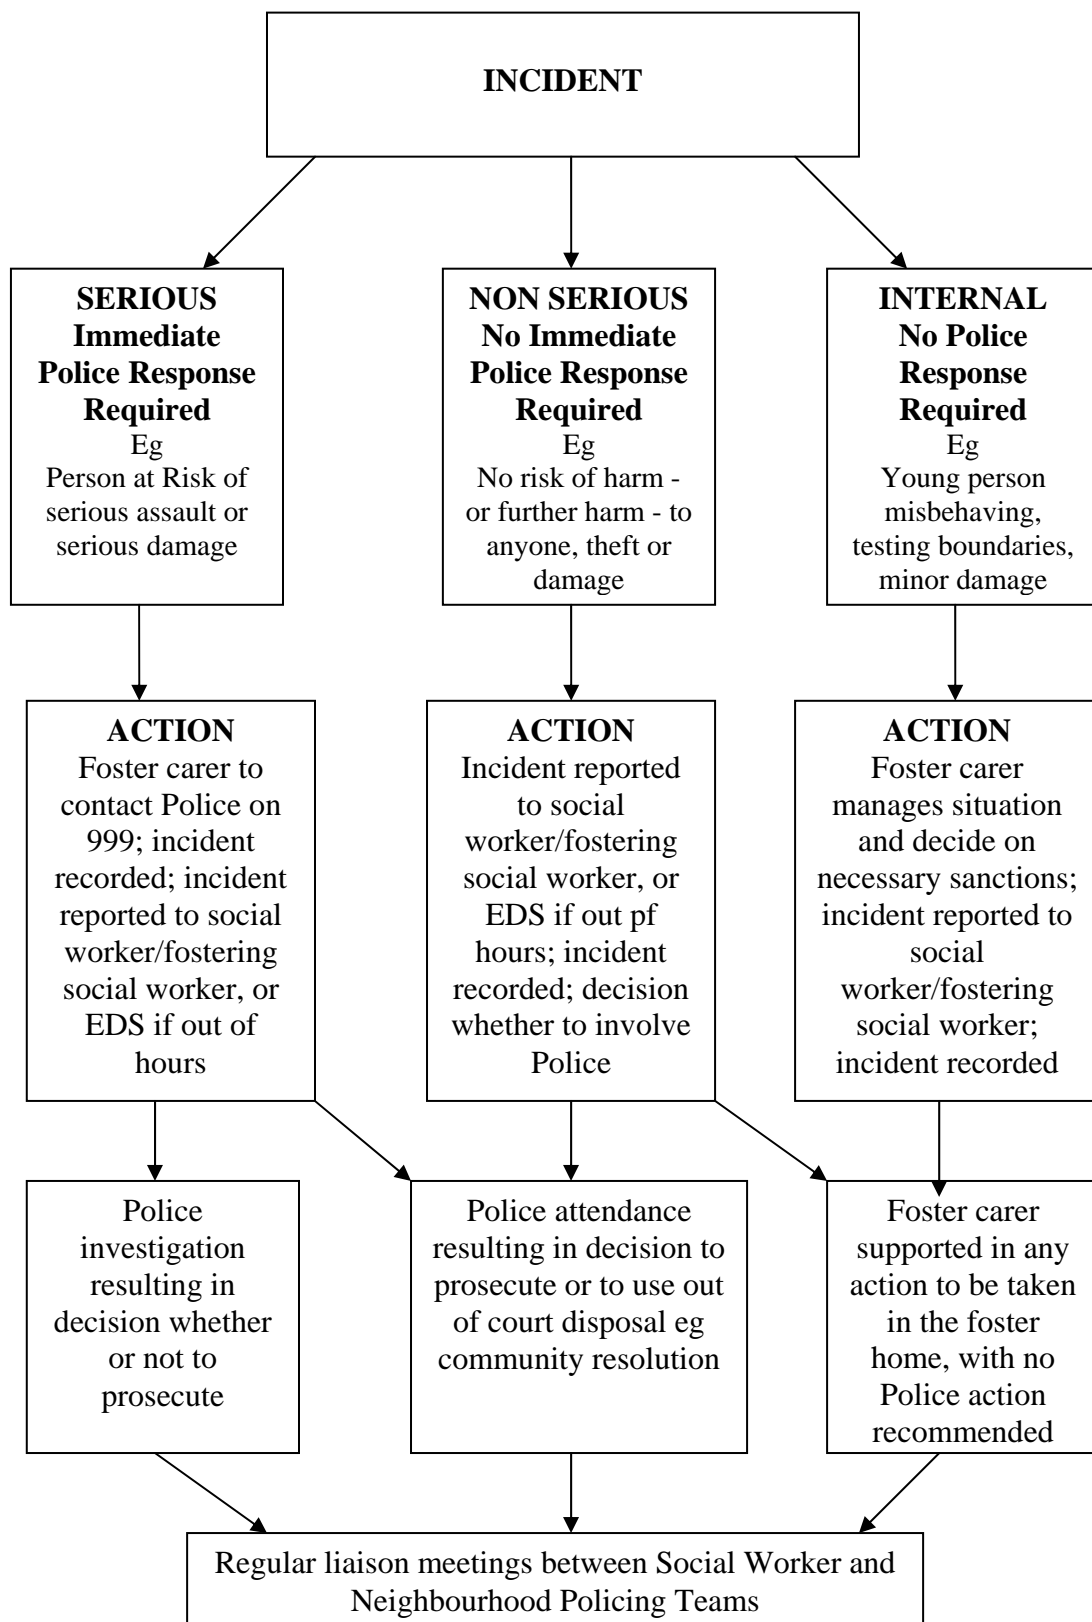 INCIDENT
SERIOUS
Immediate
Police Response
Required
Eg
Person at Risk of
serious assault or
serious damage
NON SERIOUS
No Immediate
Police Response
Required
Eg
No risk of harm -
or further harm - to
anyone, theft or
damage
INTERNAL
No Police
Response
Required
Eg
Young person
misbehaving,
testing boundaries,
minor damage
ACTION
Foster carer to
contact Police on
999; incident
recorded; incident
reported to social
worker/fostering
social worker, or
EDS if out of
hours
ACTION
Incident reported
to social
worker/fostering
social worker, or
EDS if out pf
hours; incident
recorded; decision
whether to involve
Police
ACTION
Foster carer
manages situation
and decide on
necessary sanctions;
incident reported to
social
worker/fostering
social worker;
incident recorded
Police
investigation
resulting in
decision whether
or not to
prosecute
Police attendance
resulting in decision to
prosecute or to use out
of court disposal eg
community resolution
Foster carer
supported in any
action to be taken
in the foster
home, with no
Police action
recommended
Regular liaison meetings between Social Worker and
Neighbourhood Policing Teams